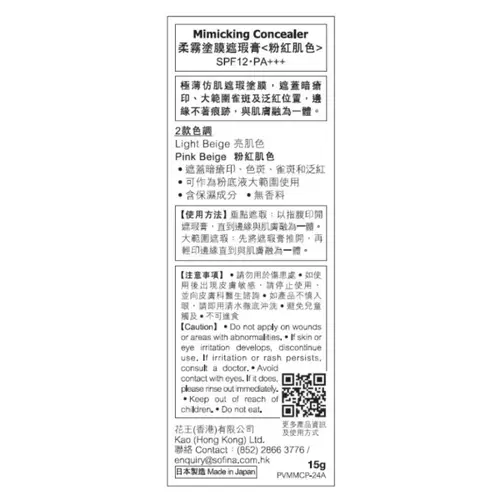 Mimicking Concealer
柔霧塗膜遮瑕膏<粉紅肌色>
SPF12・PA+++
極薄仿肌遮瑕塗膜，遮蓋暗瘡
印、大範圍雀斑及泛紅位置，邊
緣不著痕跡，與肌膚融為一體。
2款色調
Light Beige 亮肌色
Pink Beige 粉紅肌色
• 遮蓋暗瘡印、色斑、雀斑和泛紅
• 可作為粉底液大範圍使用
• 含保濕成分 • 無香料
【使用方法】重點遮瑕：以指腹印開
遮瑕膏，直到邊緣與肌膚融為一體。
大範圍遮瑕：先將遮瑕膏推開，再
輕印邊緣直到與肌膚融為一體。
【注意事項】• 請勿用於傷患處 • 如使
用後出現皮膚敏感，請停止使用，
並向皮膚科醫生諮詢 • 如產品不慎入
眼，請即用清水徹底沖洗 • 避免兒童
觸及 • 不可進食
【Caution】 • Do not apply on wounds
or areas with abnormalities. • If skin or
eye irritation develops, discontinue
use. If irritation or rash persists,
consult a doctor. • Avoid
contact with eyes. If it does,
please rinse out immediately.
• Keep out of reach of
children. • Do not eat.
更多產品資訊
及使用方式
花王(香港)有限公司
Kao (Hong Kong) Ltd.
聯絡 Contact : (852) 2866 3776 /
enquiry@sofina.com.hk
日本製造 Made in Japan
15g
PVMMCP-24A